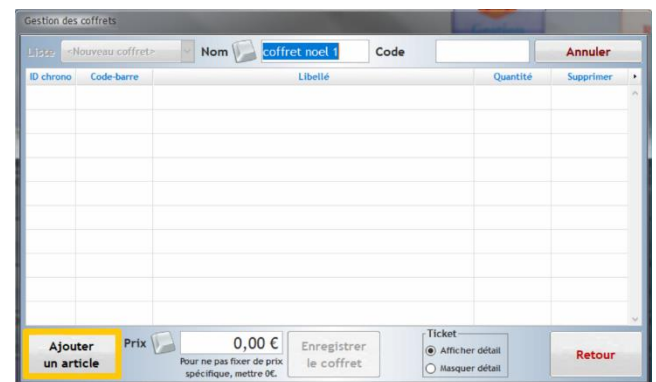 Gestion des coffrets
Liste <Nouveau coffret> Nom coffret noel 1 Code Annuler
ID chrono Code-barre Libellé Quantité Supprimer
Ajouter
un article
Prix 0,00 €
Pour ne pas fixer de prix
spécifique, mettre 0€.
Enregistrer
le coffret
Ticket
Afficher détail
Masquer détail
Retour